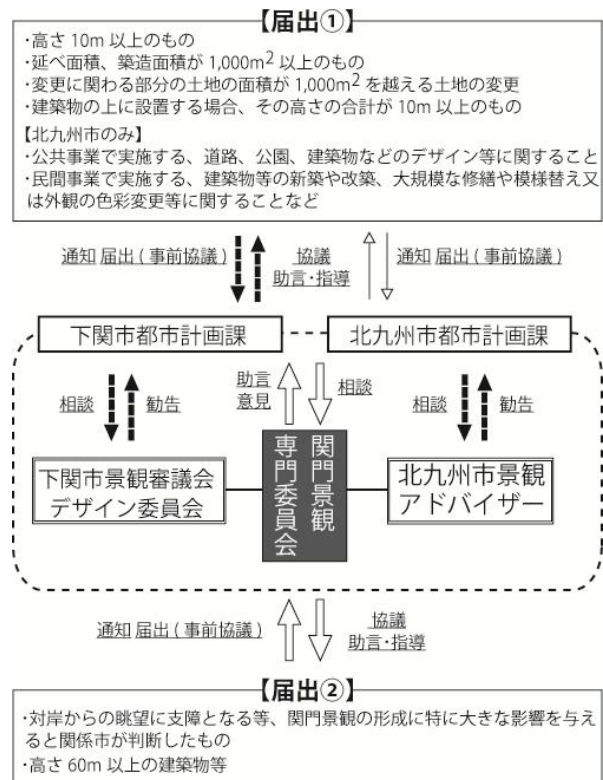 【届出①】
・高さ 10m 以上のもの
・延べ面積、築造面積が 1,000m² 以上のもの
・変更に関わる部分の土地の面積が 1,000m² を越える土地の変更
・建築物の上に設置する場合、その高さの合計が 10m 以上のもの
【北九州市のみ】
・公共事業で実施する、道路、公園、建築物などのデザイン等に関すること
・民間事業で実施する、建築物等の新築や改築、大規模な修繕や模様替え又
は外観の色彩変更等に関することなど
通知 届出 ( 事前協議 )
協議
助言・指導
通知 届出 ( 事前協議 )
下関市都市計画課
北九州市都市計画課
相談
勧告
助言
意見
相談
相談
勧告
下関市景観審議会
デザイン委員会
関門景観
専門委員会
北九州市景観
アドバイザー
通知 届出 ( 事前協議 )
協議
助言・指導
【届出②】
・対岸からの眺望に支障となる等、関門景観の形成に特に大きな影響を与え
ると関係市が判断したもの
・高さ 60m 以上の建築物等